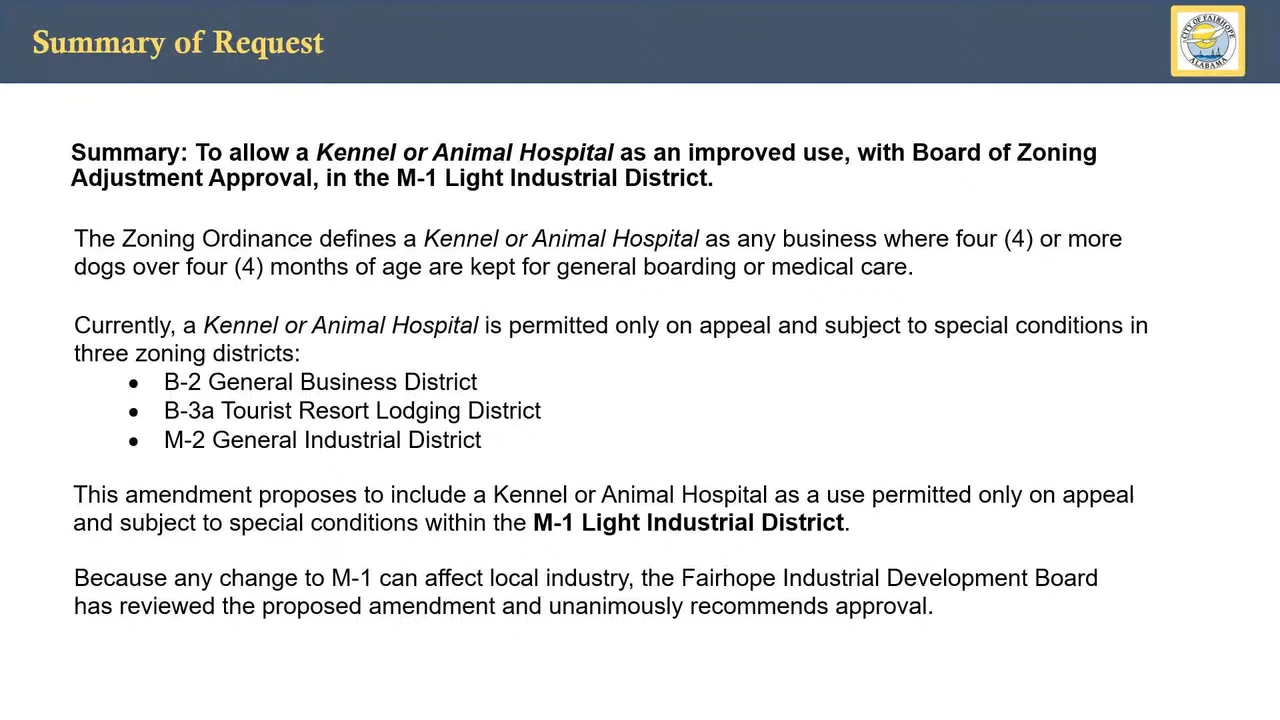 Summary of Request
CITY OF FAIRHOPE
ALABAMA
Summary: To allow a Kennel or Animal Hospital as an improved use, with Board of Zoning
Adjustment Approval, in the M-1 Light Industrial District.
The Zoning Ordinance defines a Kennel or Animal Hospital as any business where four (4) or more
dogs over four (4) months of age are kept for general boarding or medical care.
Currently, a Kennel or Animal Hospital is permitted only on appeal and subject to special conditions in
three zoning districts:
● B-2 General Business District
● B-3a Tourist Resort Lodging District
● M-2 General Industrial District
This amendment proposes to include a Kennel or Animal Hospital as a use permitted only on appeal
and subject to special conditions within the M-1 Light Industrial District.
Because any change to M-1 can affect local industry, the Fairhope Industrial Development Board
has reviewed the proposed amendment and unanimously recommends approval.